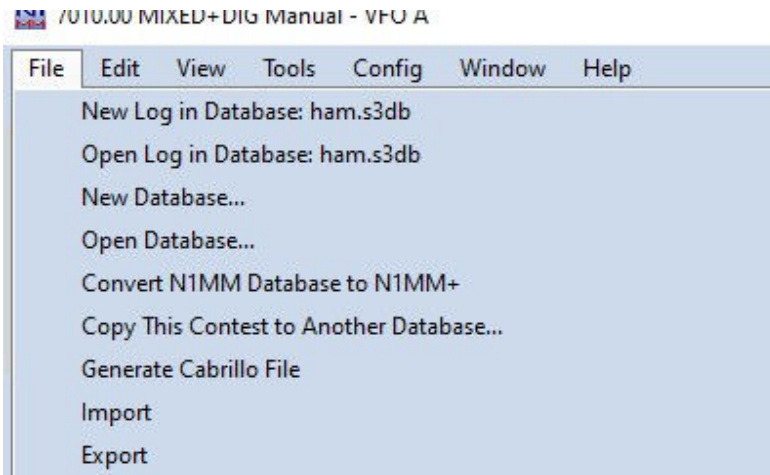 7010.00 MIXED+DIG Manual - VFO A
File Edit View Tools Config Window Help
New Log in Database: ham.s3db
Open Log in Database: ham.s3db
New Database...
Open Database...
Convert N1MM Database to N1MM+
Copy This Contest to Another Database...
Generate Cabrillo File
Import
Export